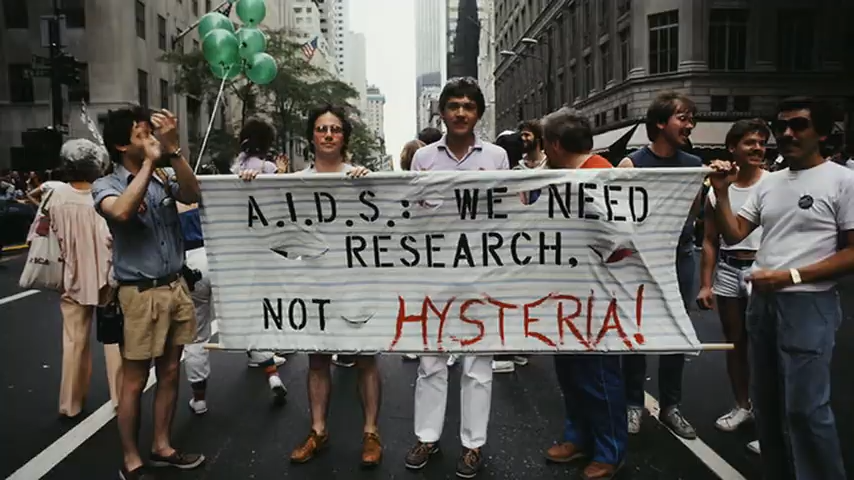 A.I.D.S.: WE NEED
RESEARCH,
NOT HYSTERIA!